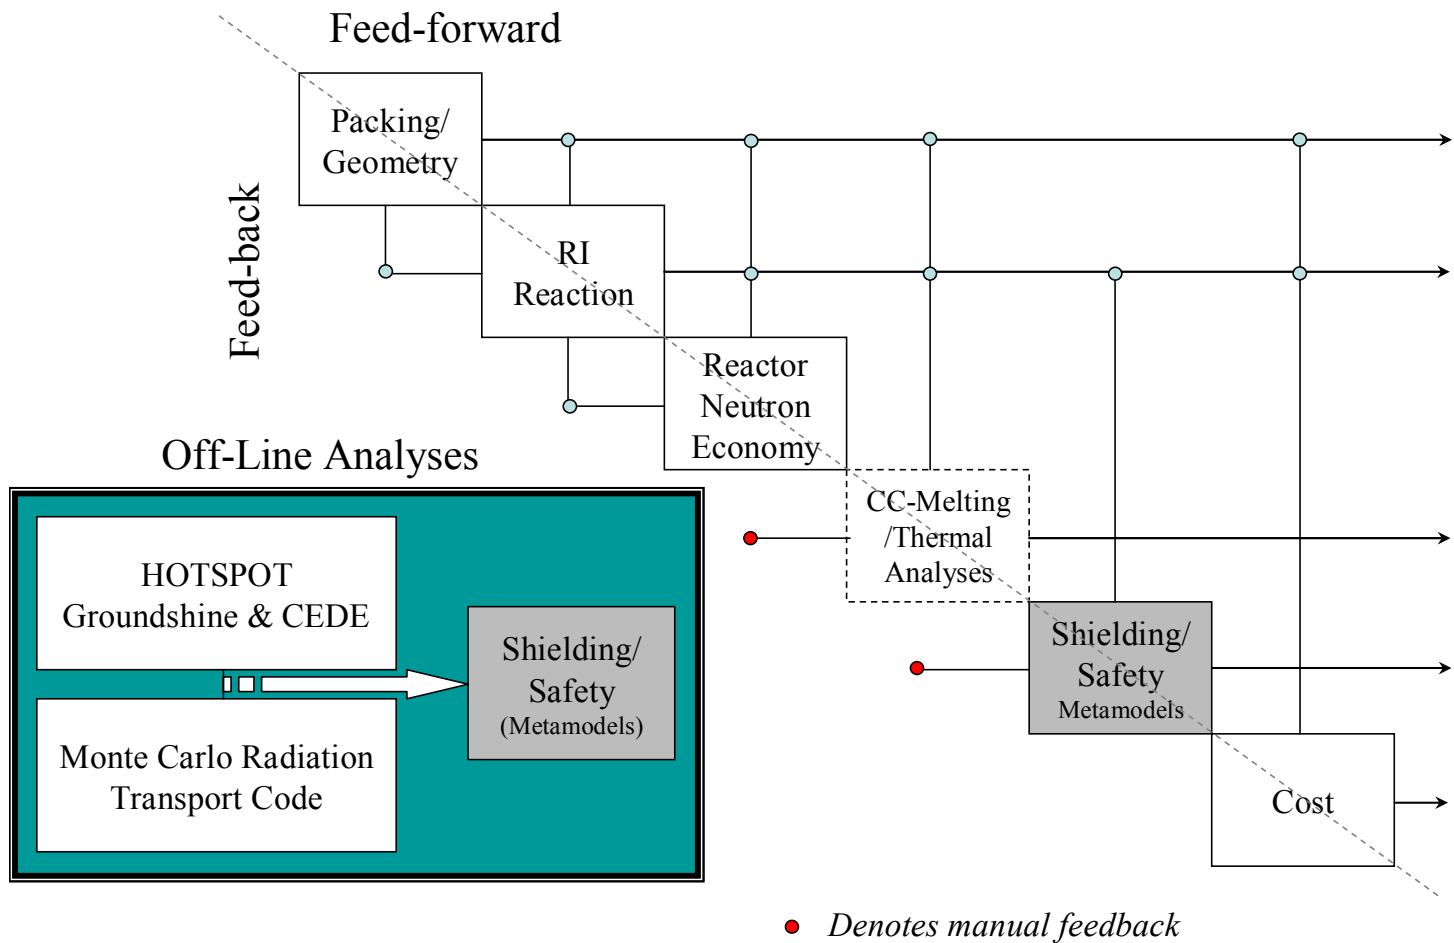 Feed-forward
Packing/
Geometry
Feed-back
RI
Reaction
Reactor
Neutron
Economy
Off-Line Analyses
CC-Melting
/Thermal
Analyses
HOTSPOT
Groundshine & CEDE
Shielding/
Safety
(Metamodels)
Monte Carlo Radiation
Transport Code
Shielding/
Safety
Metamodels
Cost
Denotes manual feedback